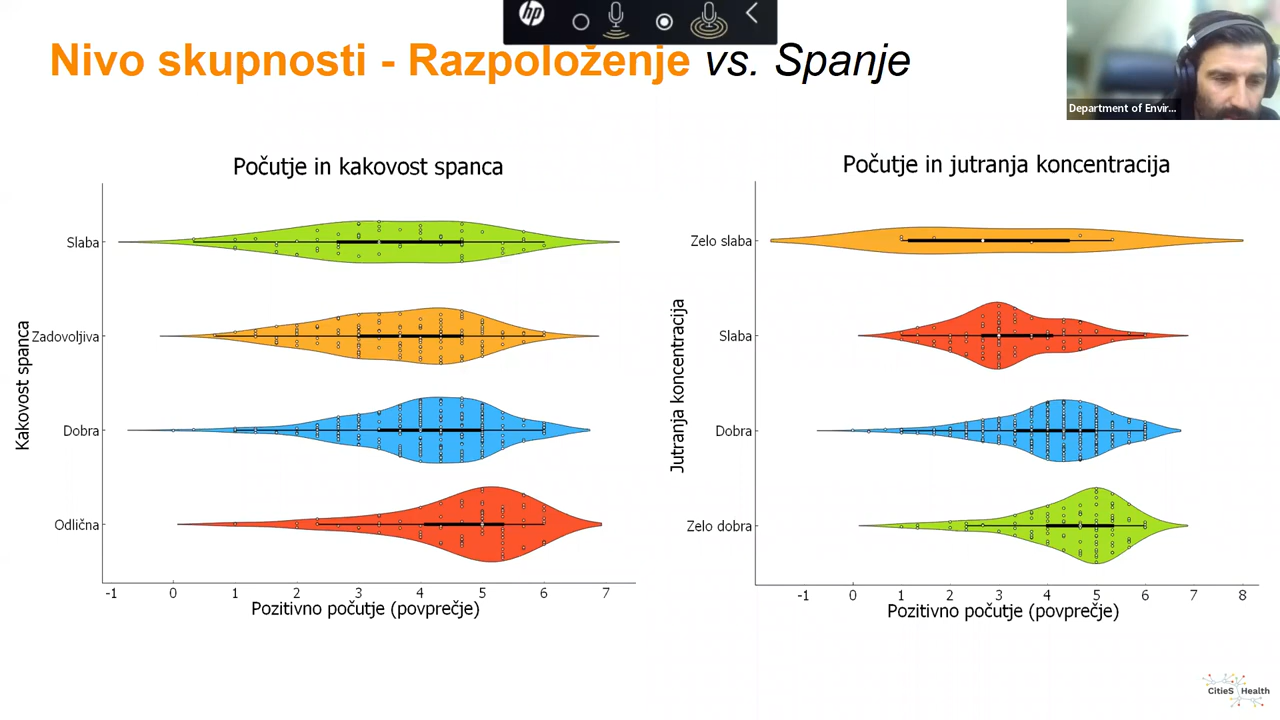 hp
Nivo skupnosti - Razpoloženje vs. Spanje
Department of Envir...
Počutje in kakovost spanca
Kakovost spanca
Slaba
Zadovoljiva
Dobra
Odlična
-1 0 1 2 3 4 5 6 7
Pozitivno počutje (povprečje)
Počutje in jutranja koncentracija
Jutranja koncentracija
Zelo slaba
Slaba
Dobra
Zelo dobra
-1 0 1 2 3 4 5 6 7 8
Pozitivno počutje (povprečje)
CitieS Health